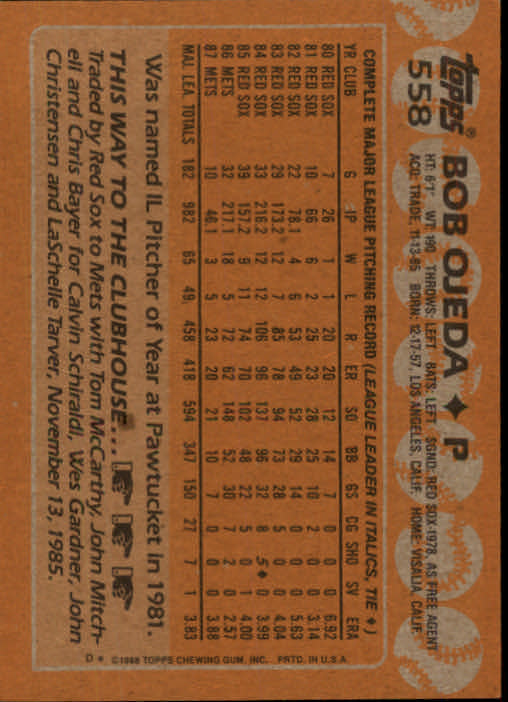 topps®
558
BOB OJEDA ♦ P
HT: 6'1" WT: 190 THROWS: LEFT BATS: LEFT SGND: RED SOX-1978, AS FREE AGENT
ACQ: TRADE, 11-13-85 BORN: 12-17-57, LOS ANGELES, CALIF. HOME: VISALIA, CALIF.
COMPLETE MAJOR LEAGUE PITCHING RECORD (LEAGUE LEADER IN ITALICS, TIE ♦)
YR CLUB G IP W L R ER SO BB GS CG SHO SV ERA
80 RED SOX 7 26 1 1 20 20 12 14 7 0 0 0 6.92
81 RED SOX 10 66 6 2 25 23 28 25 10 2 0 0 3.14
82 RED SOX 22 78.1 4 6 53 49 52 29 14 0 0 0 5.63
83 RED SOX 29 173.2 12 7 85 78 94 73 28 5 0 0 4.04
84 RED SOX 33 216.2 12 12 106 96 137 96 32 8 5♦ 0 3.99
85 RED SOX 39 157.2 9 11 74 70 102 48 22 5 0 1 4.00
86 METS 32 217.1 18 5 72 62 148 52 30 7 2 0 2.57
87 METS 10 46.1 3 5 23 20 21 10 7 0 0 0 3.88
MAJ. LEA. TOTALS 182 982 65 49 458 418 594 347 150 27 7 1 3.83
Was named IL Pitcher of Year at Pawtucket in 1981.
THIS WAY TO THE CLUBHOUSE...
Traded by Red Sox to Mets with Tom McCarthy, John Mitch-
ell and Chris Bayer for Calvin Schiraldi, Wes Gardner, John
Christensen and LaSchelle Tarver, November 13, 1985.
D* ©1988 TOPPS CHEWING GUM, INC. PRTD. IN U.S.A.